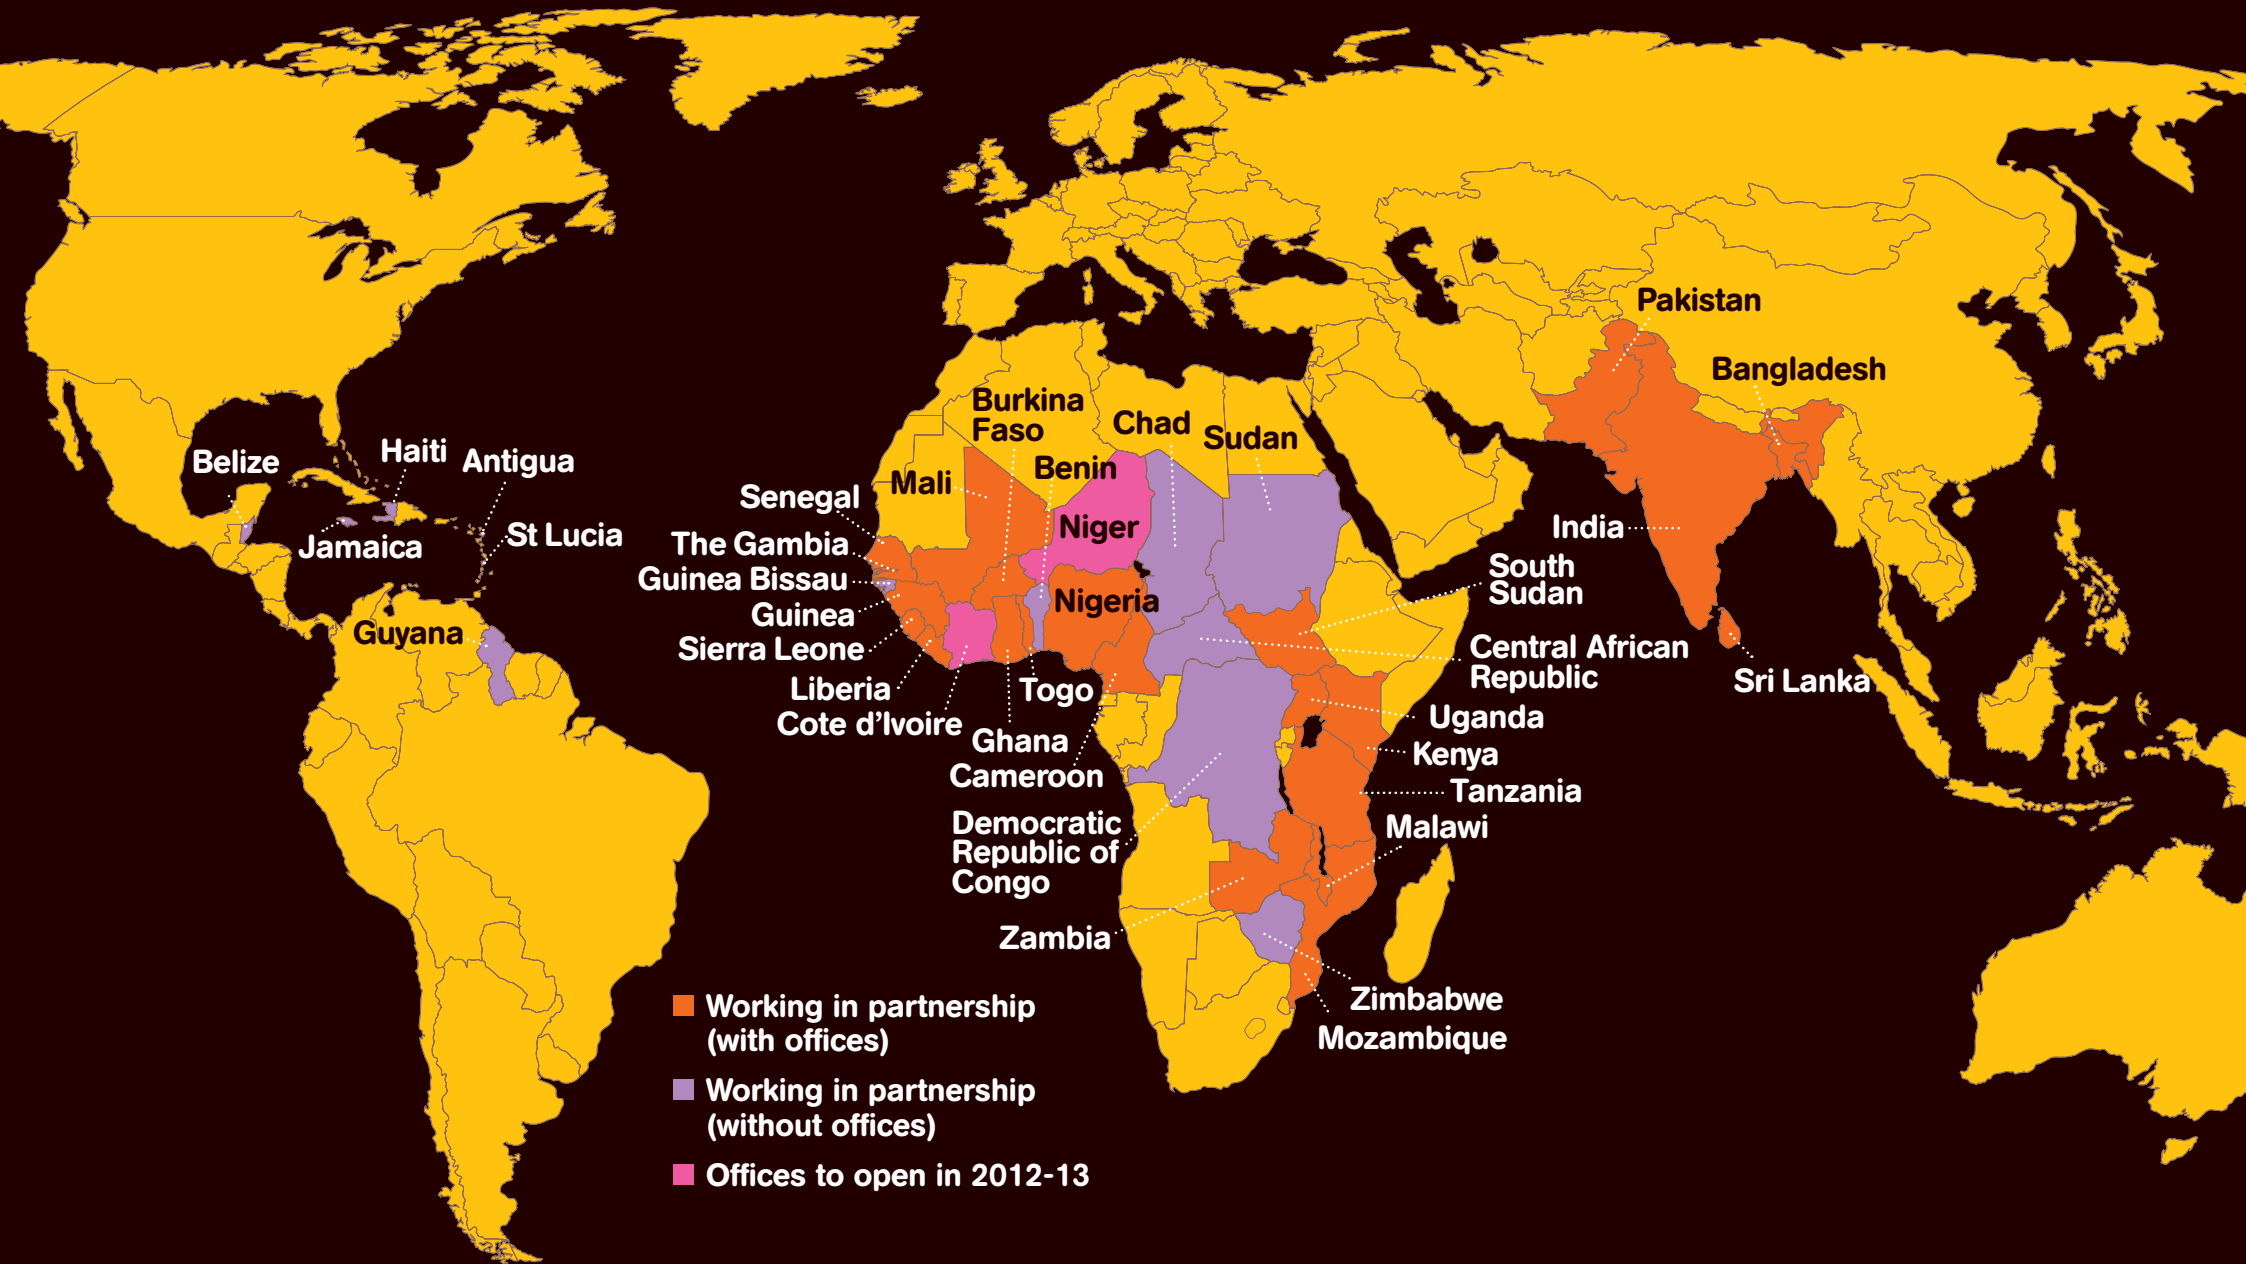 Pakistan
Bangladesh
Burkina
Faso
Chad
Sudan
Haiti
Antigua
Belize
Benin
Mali
Senegal
Niger
India
St Lucia
Jamaica
The Gambia
South
Sudan
Guinea Bissau
Nigeria
Guinea
Guyana
Sierra Leone
Central African
Republic
Sri Lanka
Liberia
Togo
Uganda
Cote d’Ivoire
Ghana
Kenya
Cameroon
Tanzania
Democratic
Republic of
Congo
Malawi
Zambia
Zimbabwe
Mozambique
Working in partnership
(with offices)
Working in partnership
(without offices)
Offices to open in 2012-13